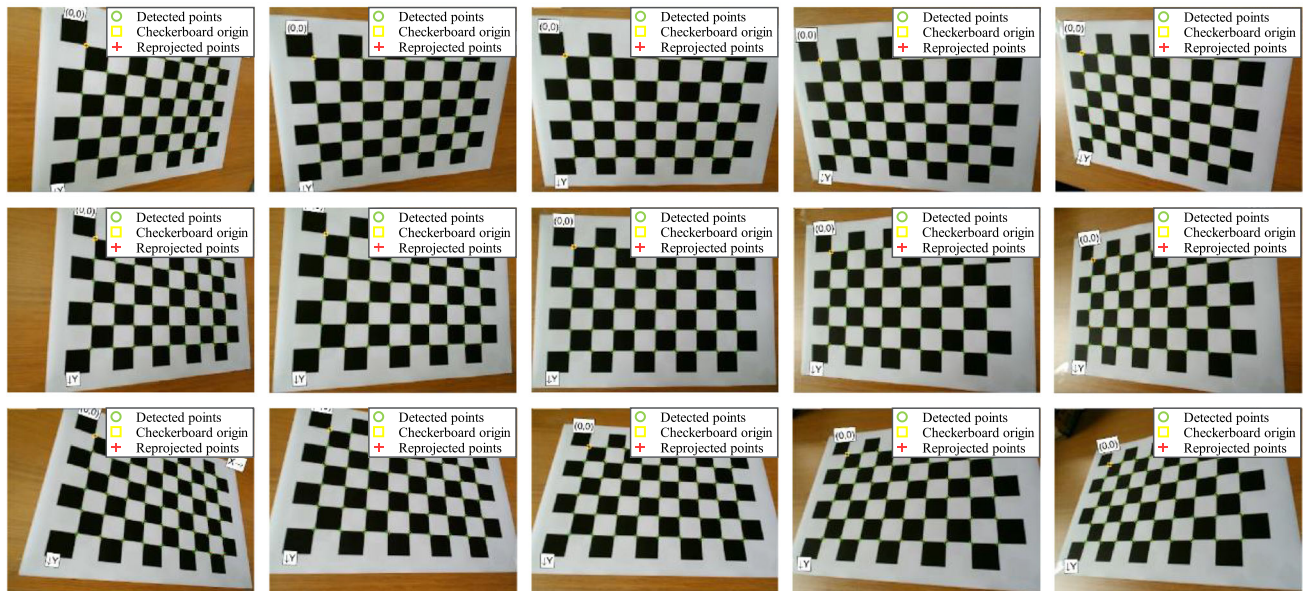 (0,0)
Detected points
Checkerboard origin
Reprojected points
↓Y
(0,0)
Detected points
Checkerboard origin
Reprojected points
↓Y
(0,0)
Detected points
Checkerboard origin
Reprojected points
↓Y
(0,0)
Detected points
Checkerboard origin
Reprojected points
↓Y
(0,0)
Detected points
Checkerboard origin
Reprojected points
↓Y
(0,0)
Detected points
Checkerboard origin
Reprojected points
↓Y
Detected points
Checkerboard origin
Reprojected points
↓Y
(0,0)
Detected points
Checkerboard origin
Reprojected points
↓Y
(0,0)
Detected points
Checkerboard origin
Reprojected points
↓Y
(0,0)
Detected points
Checkerboard origin
Reprojected points
↓Y
(0,0)
Detected points
Checkerboard origin
Reprojected points
X→
↓Y
Detected points
Checkerboard origin
Reprojected points
↓Y
(0,0)
Detected points
Checkerboard origin
Reprojected points
↓Y
(0,0)
Detected points
Checkerboard origin
Reprojected points
↓Y
(0,0)
Detected points
Checkerboard origin
Reprojected points
↓Y